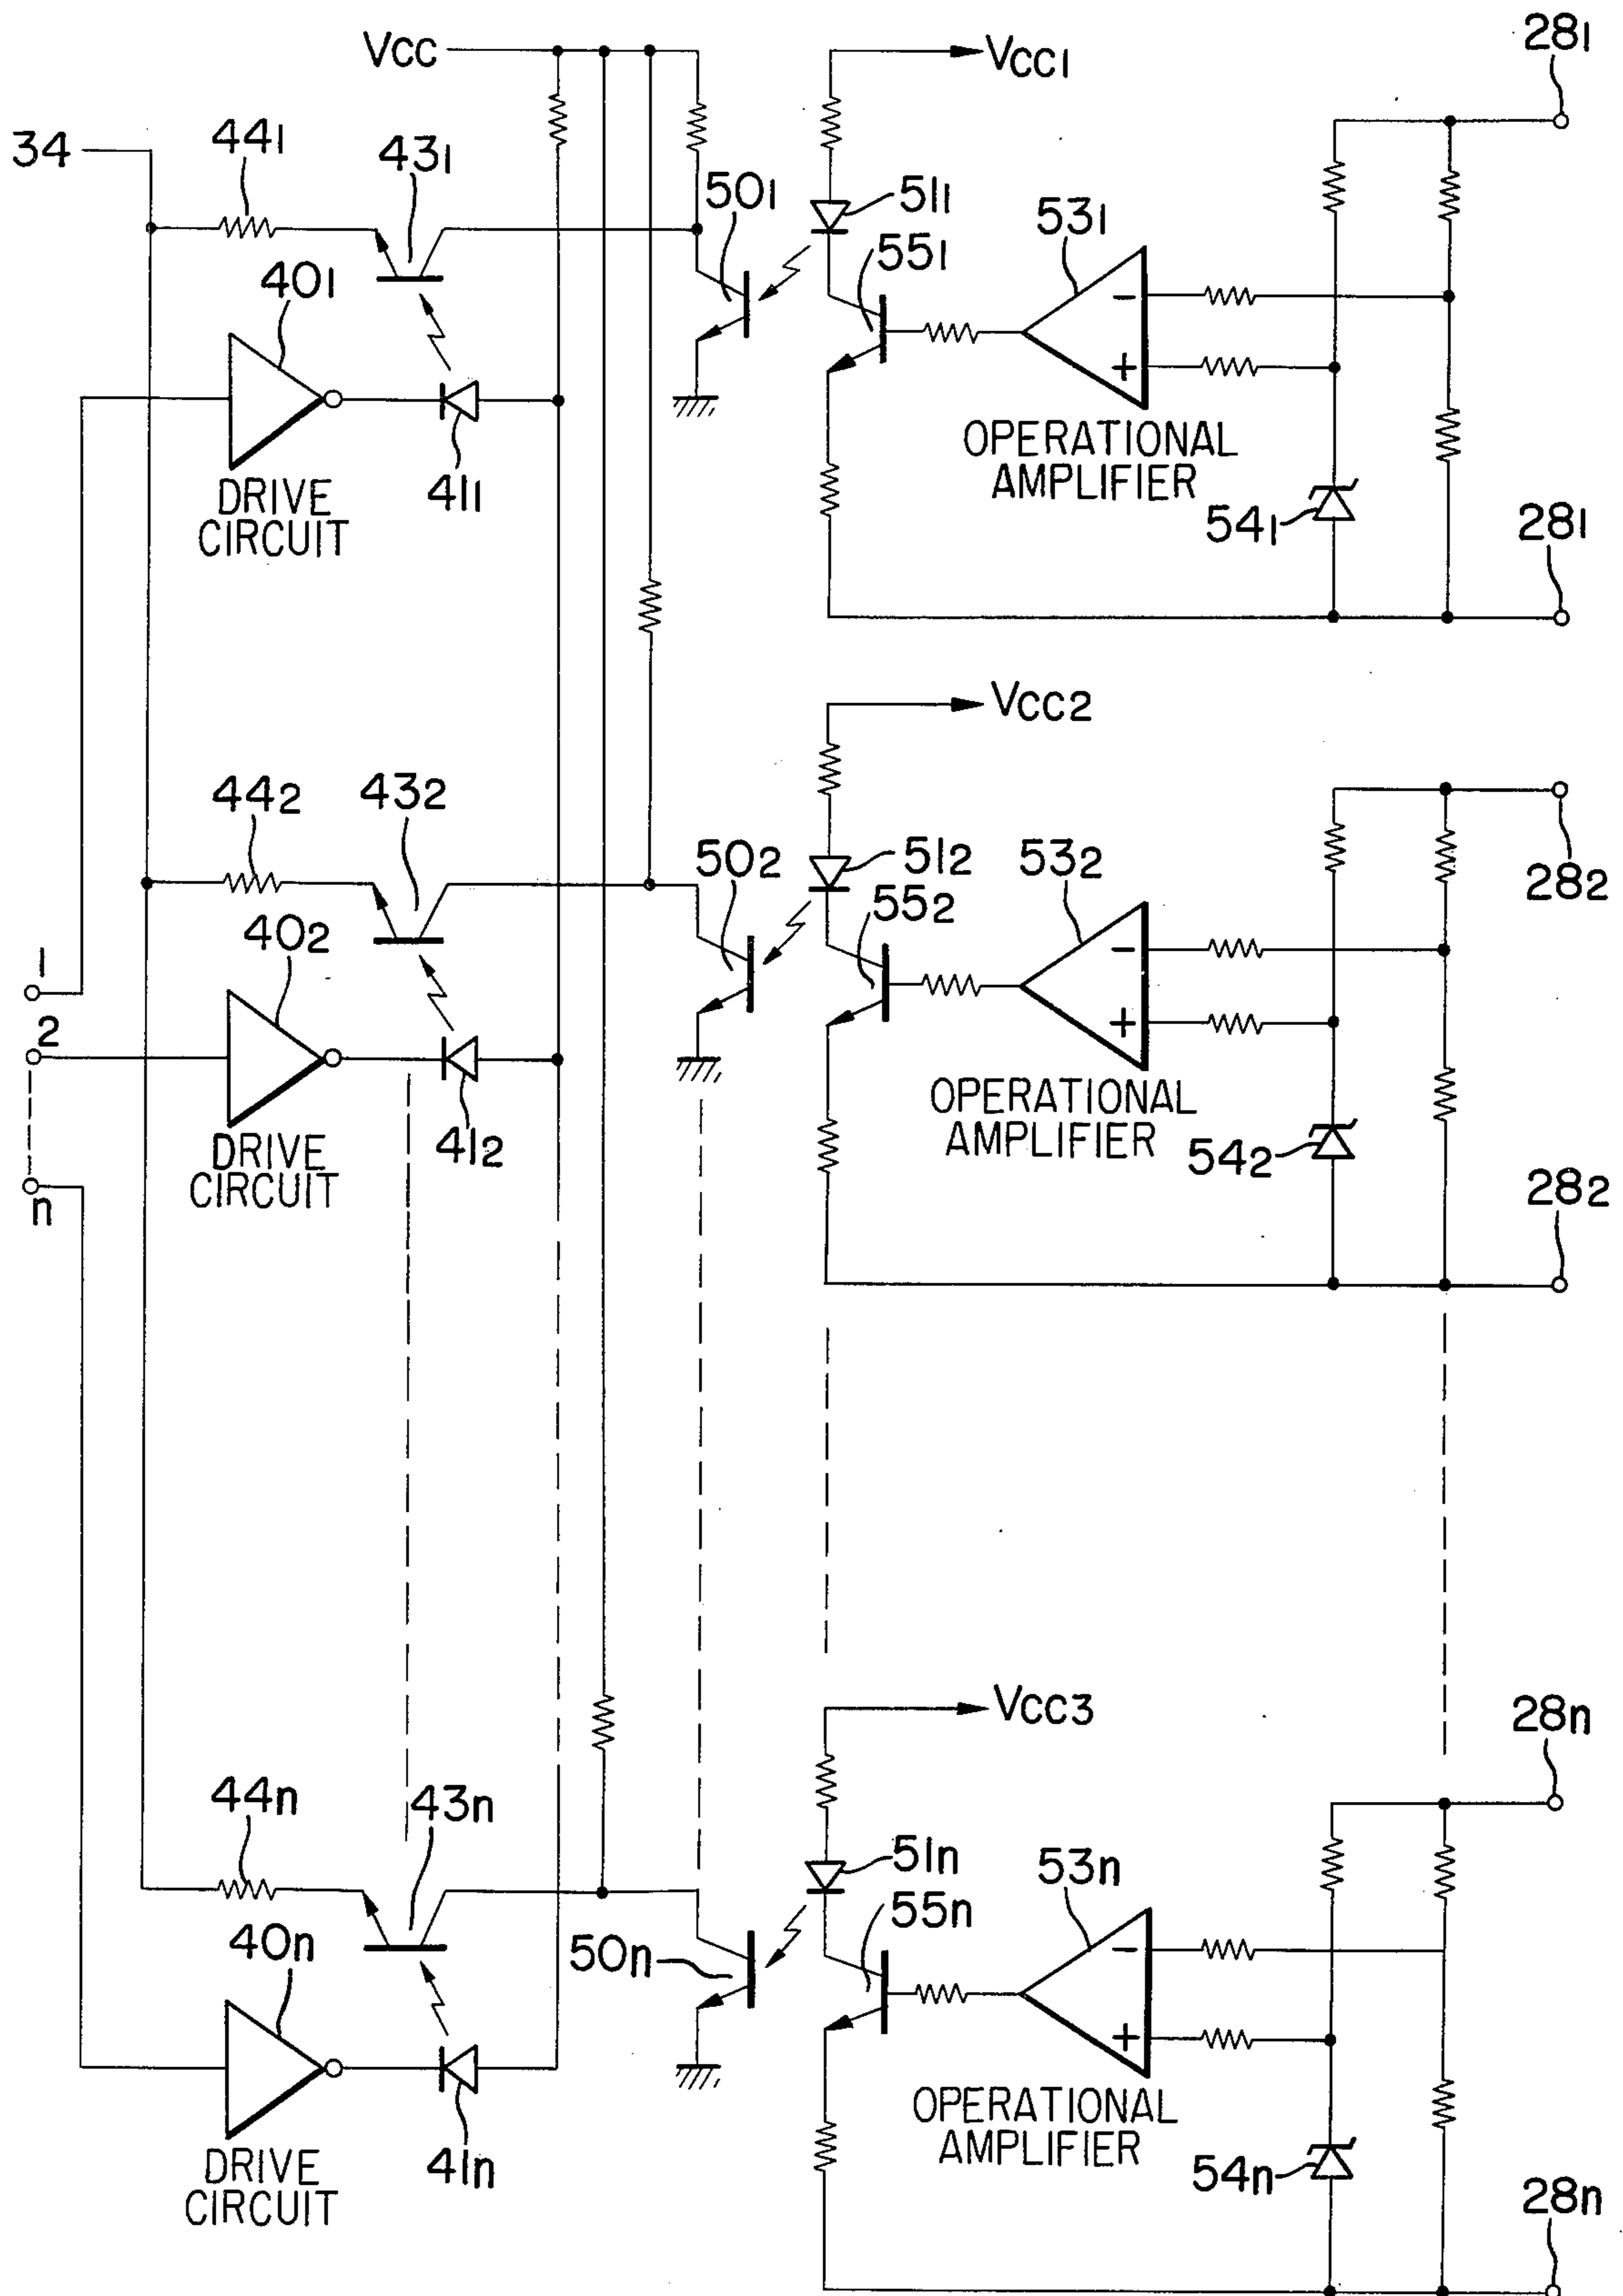 VCC
VCC1
281
34
441
431
501
511
531
551
401
-
+
OPERATIONAL
AMPLIFIER
411
DRIVE
CIRCUIT
541
281
VCC2
442
432
502
512
532
282
552
402
-
+
1
2
n
OPERATIONAL
AMPLIFIER
412
DRIVE
CIRCUIT
542
282
VCC3
28n
44n
43n
51n
53n
55n
40n
50n
-
+
OPERATIONAL
AMPLIFIER
DRIVE
CIRCUIT
41n
54n
28n